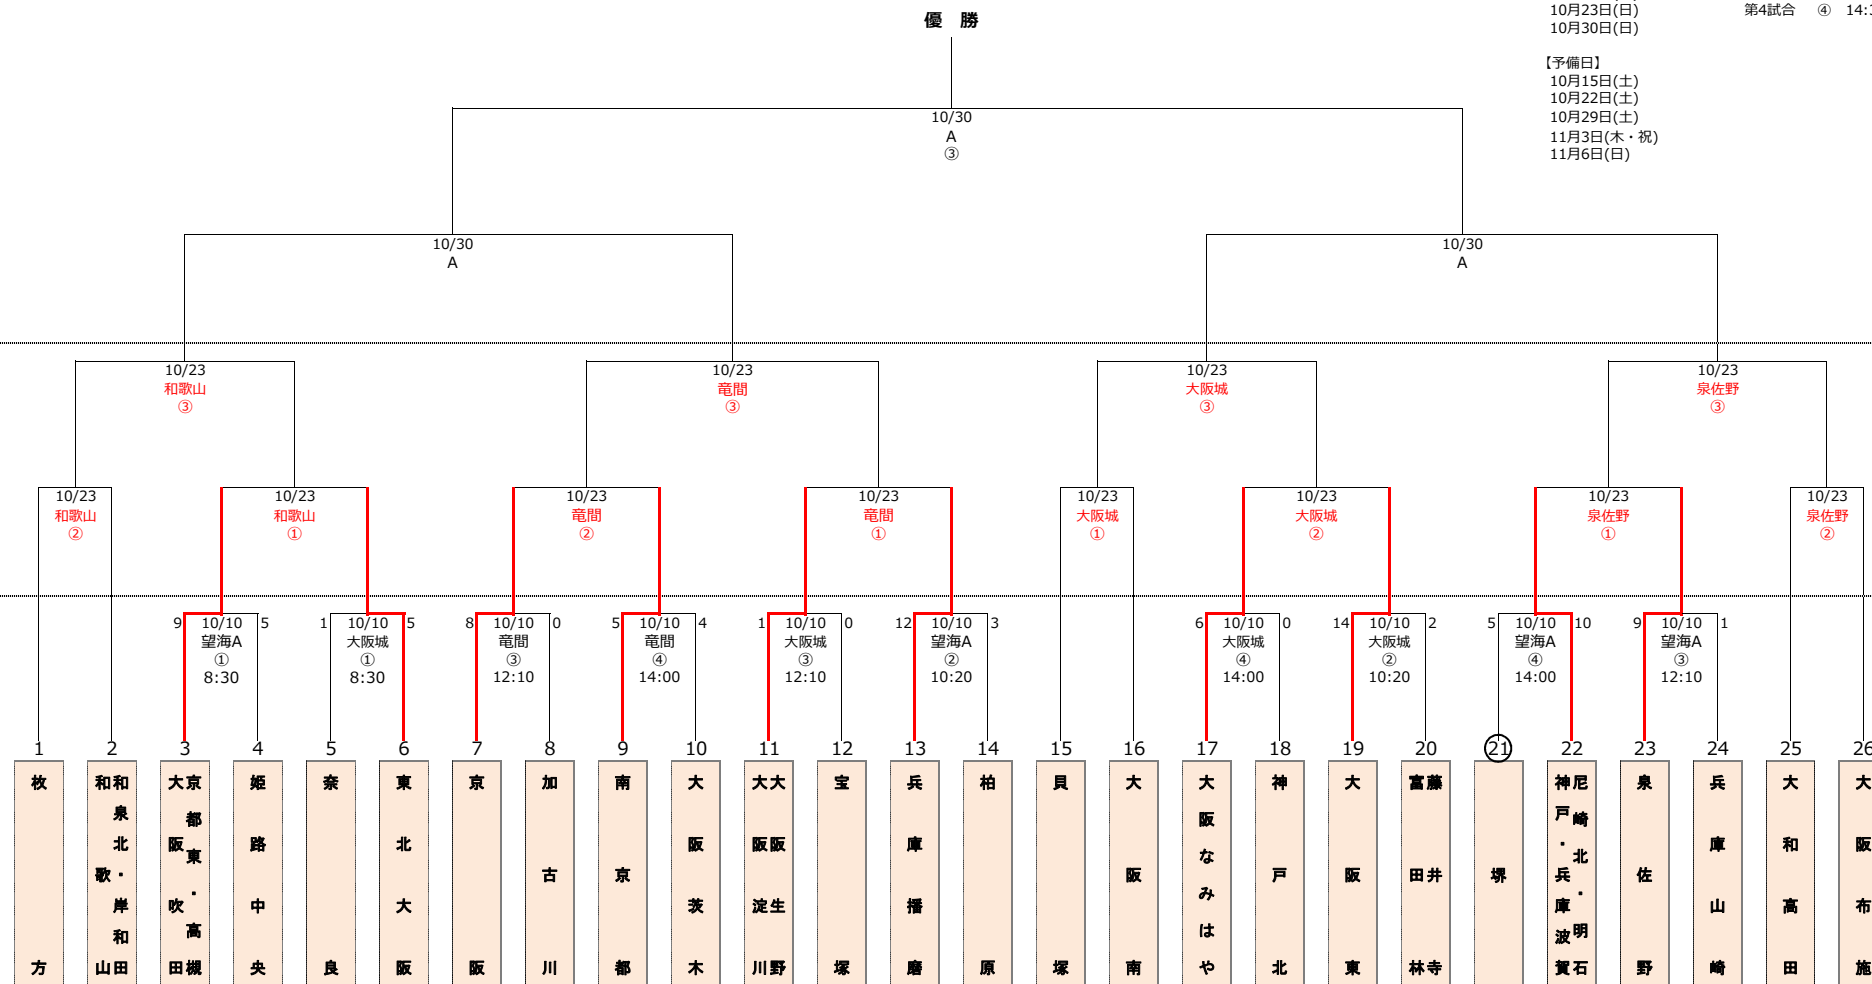 優　勝
10月23日(日)
第4試合　④　14:3
10月30日(日)
【予備日】
10月15日(土)
10月22日(土)
10月29日(土)
11月3日(木・祝)
11月6日(日)
10/30
A
③
10/30
A
10/30
A
10/23
和歌山
③
10/23
竜間
③
10/23
大阪城
③
10/23
泉佐野
③
10/23
和歌山
②
10/23
和歌山
①
10/23
竜間
②
10/23
竜間
①
10/23
大阪城
①
10/23
大阪城
②
10/23
泉佐野
①
10/23
泉佐野
②
9 10/10 5
望海A
①
8:30
1 10/10 5
大阪城
①
8:30
8 10/10 0
竜間
③
12:10
5 10/10 4
竜間
④
14:00
1 10/10 0
大阪城
③
12:10
12 10/10 3
望海A
②
10:20
6 10/10 0
大阪城
④
14:00
14 10/10 2
大阪城
②
10:20
5 10/10 10
望海A
④
14:00
9 10/10 1
望海A
③
12:10
1 2 3 4 5 6 7 8 9 10 11 12 13 14 15 16 17 18 19 20 21 22 23 24 25 26
枚方
和歌山
和泉北・岸和田
大阪吹田
京都東・高槻
姫路中央
奈良
東北大阪
京阪
加古川
南京都
大阪茨木
大阪淀川
大阪生野
宝塚
兵庫播磨
柏原
貝塚
大阪南
大阪なみはや
神戸北
大阪東
富田林
藤井寺
堺
神戸・兵庫波賀
尼崎北・明石
泉佐野
兵庫山崎
大和高田
大阪布施